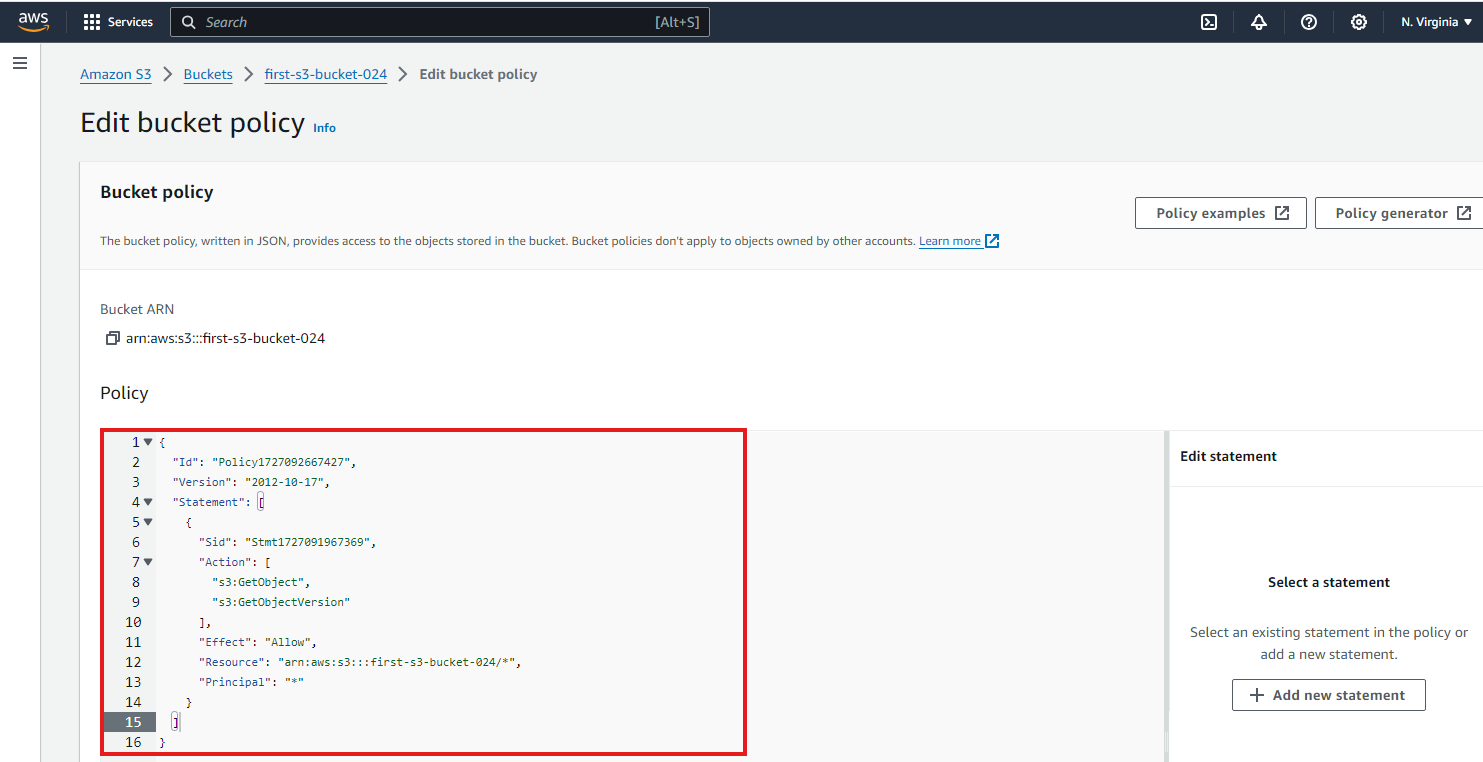 aws Services Search [Alt+S] N. Virginia
Amazon S3 Buckets first-s3-bucket-024 Edit bucket policy
Edit bucket policy Info
Bucket policy
Policy examples Policy generator
The bucket policy, written in JSON, provides access to the objects stored in the bucket. Bucket policies don't apply to objects owned by other accounts. Learn more
Bucket ARN
arn:aws:s3:::first-s3-bucket-024
Policy
1 {
2 "Id": "Policy1727092667427",
3 "Version": "2012-10-17",
4 "Statement": [
5 {
6 "Sid": "Stmt1727091967369",
7 "Action": [
8 "s3:GetObject",
9 "s3:GetObjectVersion"
10 ],
11 "Effect": "Allow",
12 "Resource": "arn:aws:s3:::first-s3-bucket-024/*",
13 "Principal": "*"
14 }
15 ]
16 }
Edit statement
Select a statement
Select an existing statement in the policy or
add a new statement.
Add new statement